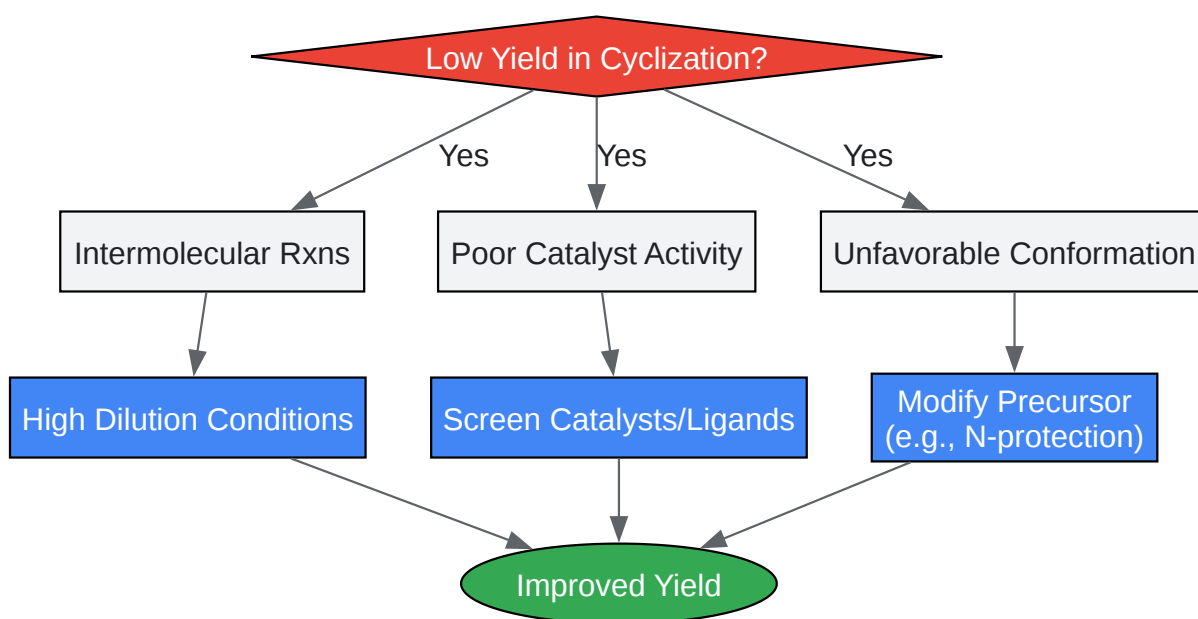 Low Yield in Cyclization?
Yes
Yes
Yes
Intermolecular Rxns
Poor Catalyst Activity
Unfavorable Conformation
High Dilution Conditions
Screen Catalysts/Ligands
Modify Precursor
(e.g., N-protection)
Improved Yield